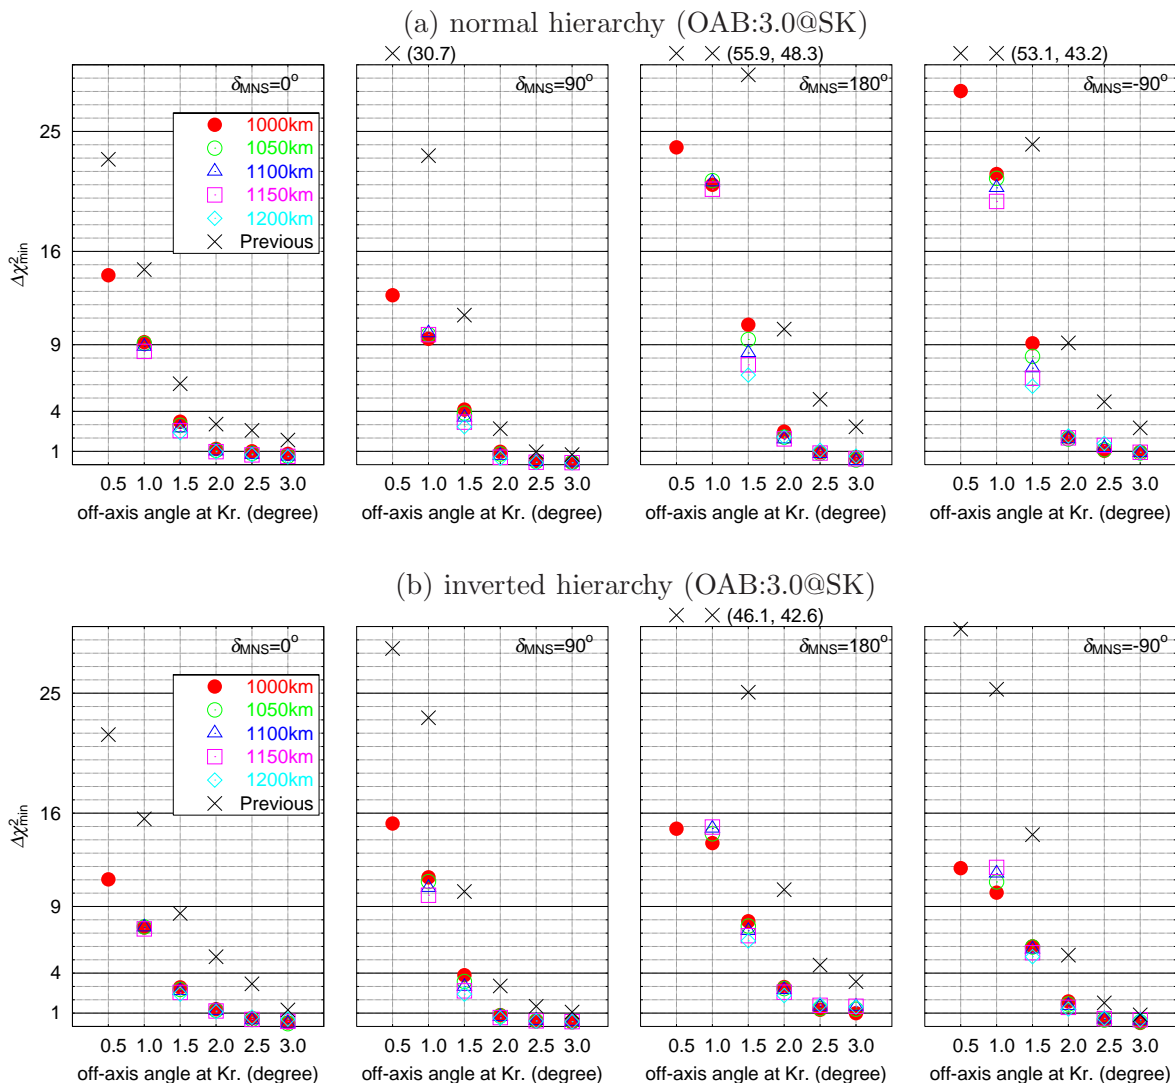 (a) normal hierarchy (OAB:3.0@SK)
(30.7)
(55.9, 48.3)
(53.1, 43.2)
δMNS=0°
δMNS=90°
δMNS=180°
δMNS=-90°
1000km
1050km
1100km
1150km
1200km
Previous
Δχ²min
25
16
9
4
1
0.5 1.0 1.5 2.0 2.5 3.0
0.5 1.0 1.5 2.0 2.5 3.0
0.5 1.0 1.5 2.0 2.5 3.0
0.5 1.0 1.5 2.0 2.5 3.0
off-axis angle at Kr. (degree)
off-axis angle at Kr. (degree)
off-axis angle at Kr. (degree)
off-axis angle at Kr. (degree)
(b) inverted hierarchy (OAB:3.0@SK)
(46.1, 42.6)
δMNS=0°
δMNS=90°
δMNS=180°
δMNS=-90°
1000km
1050km
1100km
1150km
1200km
Previous
Δχ²min
25
16
9
4
1
0.5 1.0 1.5 2.0 2.5 3.0
0.5 1.0 1.5 2.0 2.5 3.0
0.5 1.0 1.5 2.0 2.5 3.0
0.5 1.0 1.5 2.0 2.5 3.0
off-axis angle at Kr. (degree)
off-axis angle at Kr. (degree)
off-axis angle at Kr. (degree)
off-axis angle at Kr. (degree)